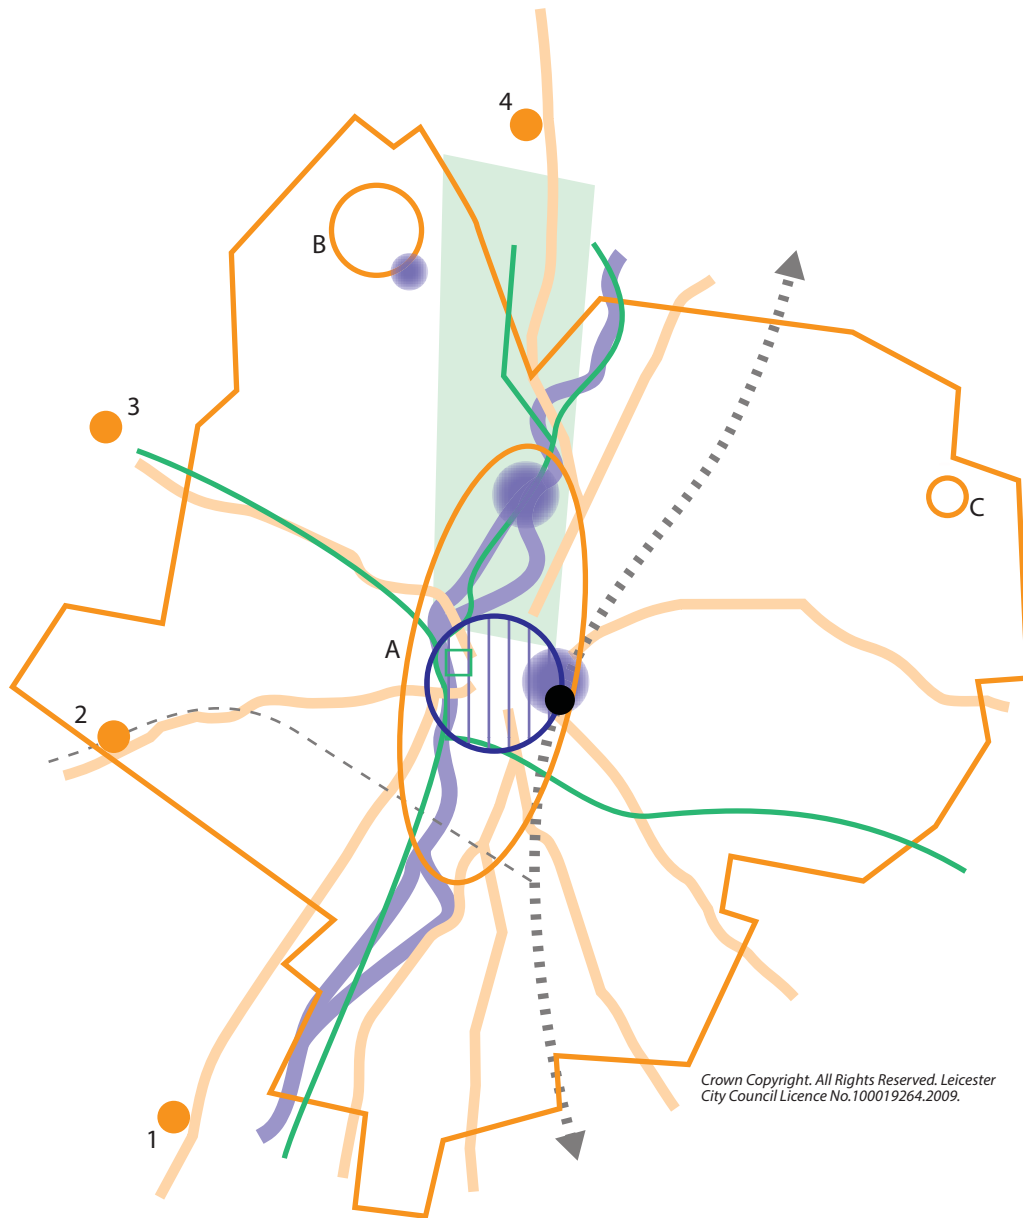 4
B
3
C
A
2
Crown Copyright. All Rights Reserved. Leicester
City Council Licence No.100019264.2009.
1